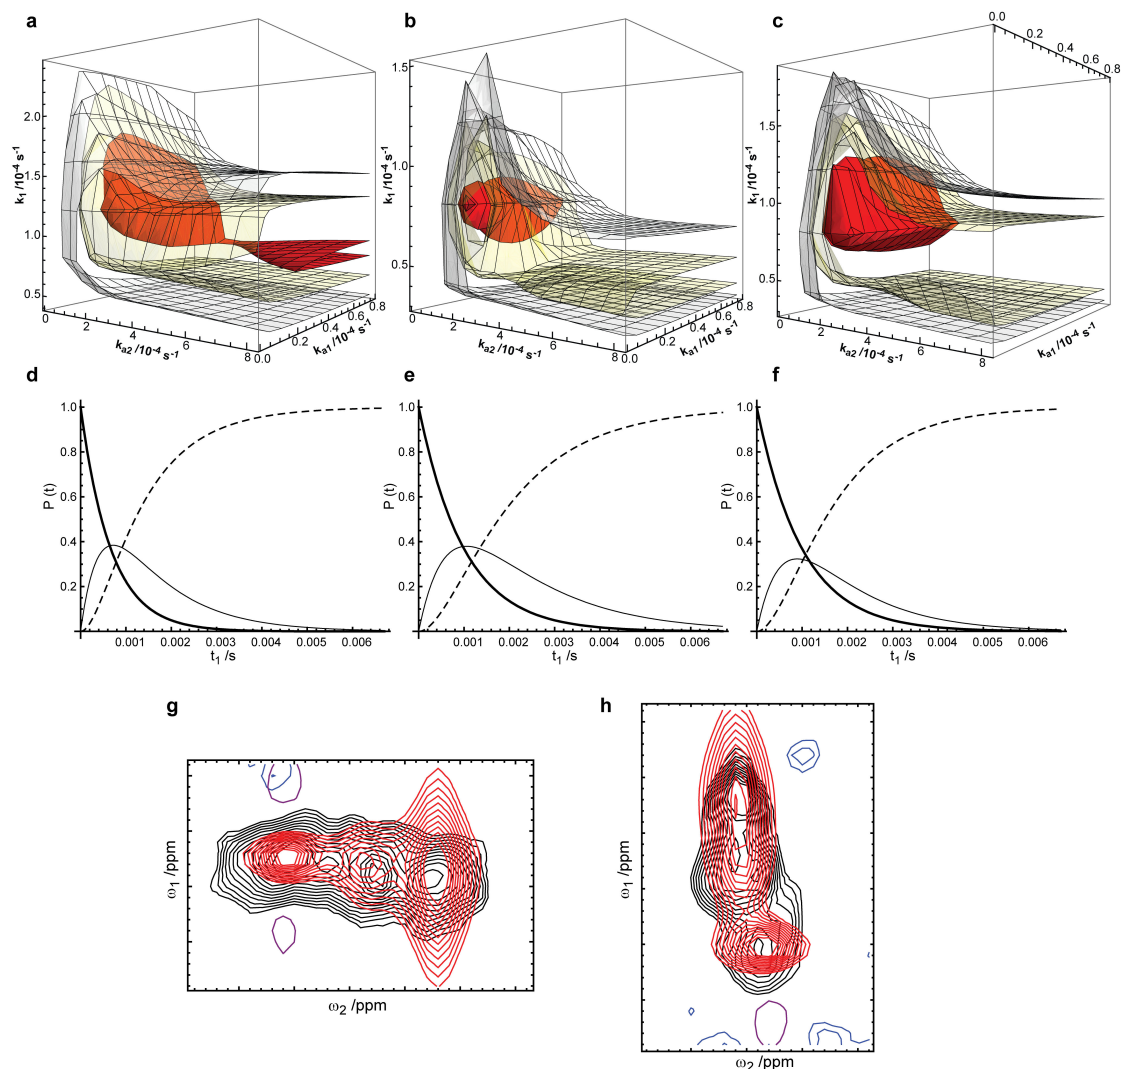 a
b
c
0.0
0.2
0.4
0.6
0.8
2.0
1.5
1.0
0.5
k1 /10-4 s-1
0
2
4
6
8
0.0
0.2
0.4
0.6
0.8
ka2 /10-4 s-1
ka1 /10-4 s-1
1.5
1.0
0.5
k1 /10-4 s-1
0
2
4
6
8
0.0
0.2
0.4
0.6
0.8
ka2 /10-4 s-1
ka1 /10-4 s-1
1.5
1.0
0.5
k1 /10-4 s-1
0
2
4
6
8
ka2 /10-4 s-1
ka1 /10-4 s-1
d
e
f
1.0
0.8
0.6
0.4
0.2
P (t)
0.001 0.002 0.003 0.004 0.005 0.006
t1 /s
1.0
0.8
0.6
0.4
0.2
P (t)
0.001 0.002 0.003 0.004 0.005 0.006
t1 /s
1.0
0.8
0.6
0.4
0.2
P (t)
0.001 0.002 0.003 0.004 0.005 0.006
t1 /s
g
h
ω1 /ppm
ω2 /ppm
ω1 /ppm
ω2 /ppm